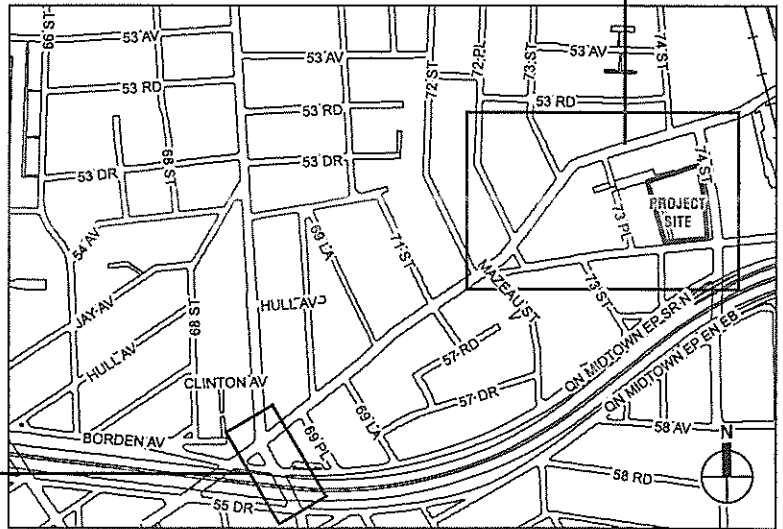 66 ST
53 AV
53 AV
72 ST
72 PL
73 ST
53 AV
74 ST
53 RD
53 RD
53 RD
68 ST
53 DR
53 DR
74 ST
PROJECT
SITE
73 PL
54 AV
69 LA
71 ST
MAZEAU ST
73 ST
JAY AV
68 ST
HULL AV
HULL AV
57 RD
QN MIDTOWN EP SR N
QN MIDTOWN EP EN EB
CLINTON AV
57 DR
69 LA
69 PL
BORDEN AV
58 AV
N
58 RD
55 DR